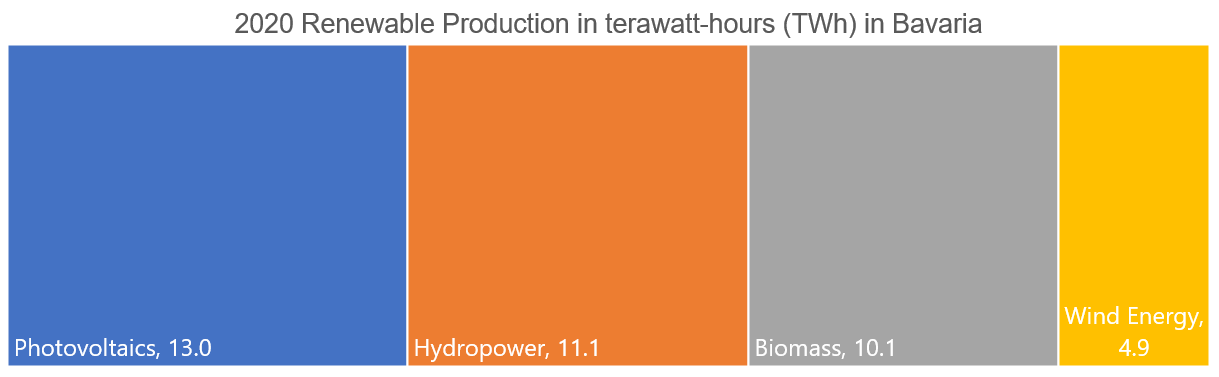 2020 Renewable Production in terawatt-hours (TWh) in Bavaria
Photovoltaics, 13.0
Hydropower, 11.1
Biomass, 10.1
Wind Energy,
4.9